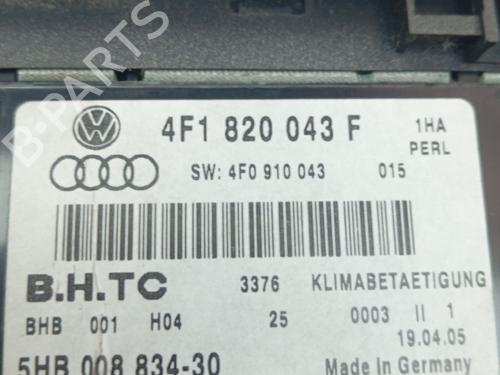 4F1 820 043 F 1HA
PERL
SW: 4F0 910 043 015
B.H.TC 3376 KLIMABETAETIGUNG
BHB 001 H04 25 0003 II 1
19.04.05
5HB 008 834-30 Made in Germany
B-PARTS